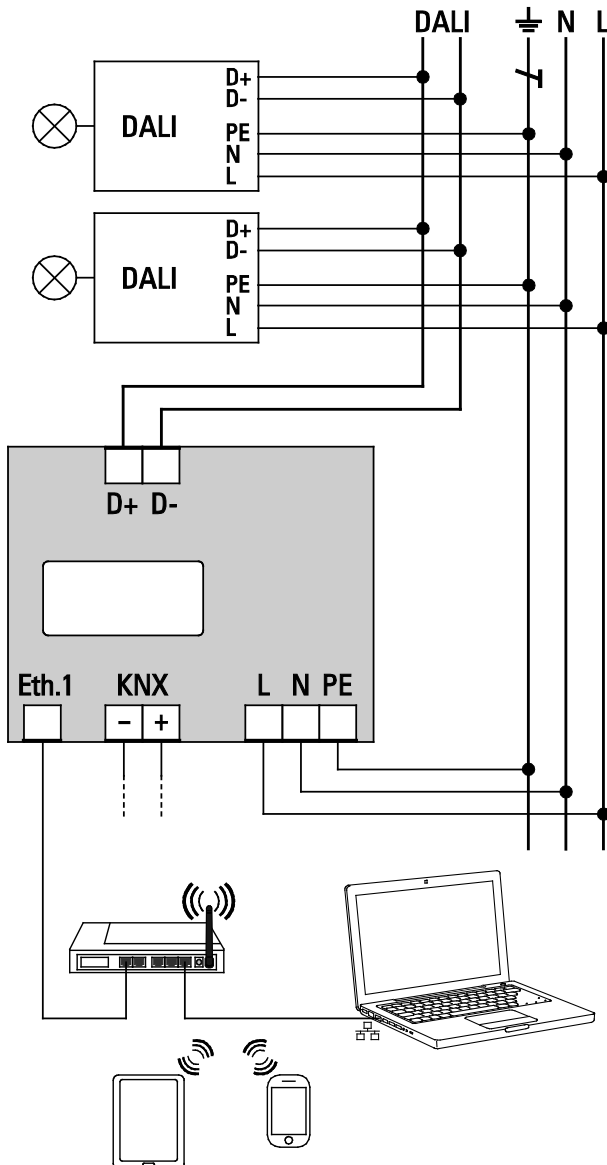 DALI N L
D+
D-
DALI
PE
N
L
D+
D-
DALI
PE
N
L
D+ D-
Eth.1 KNX L N PE
- +